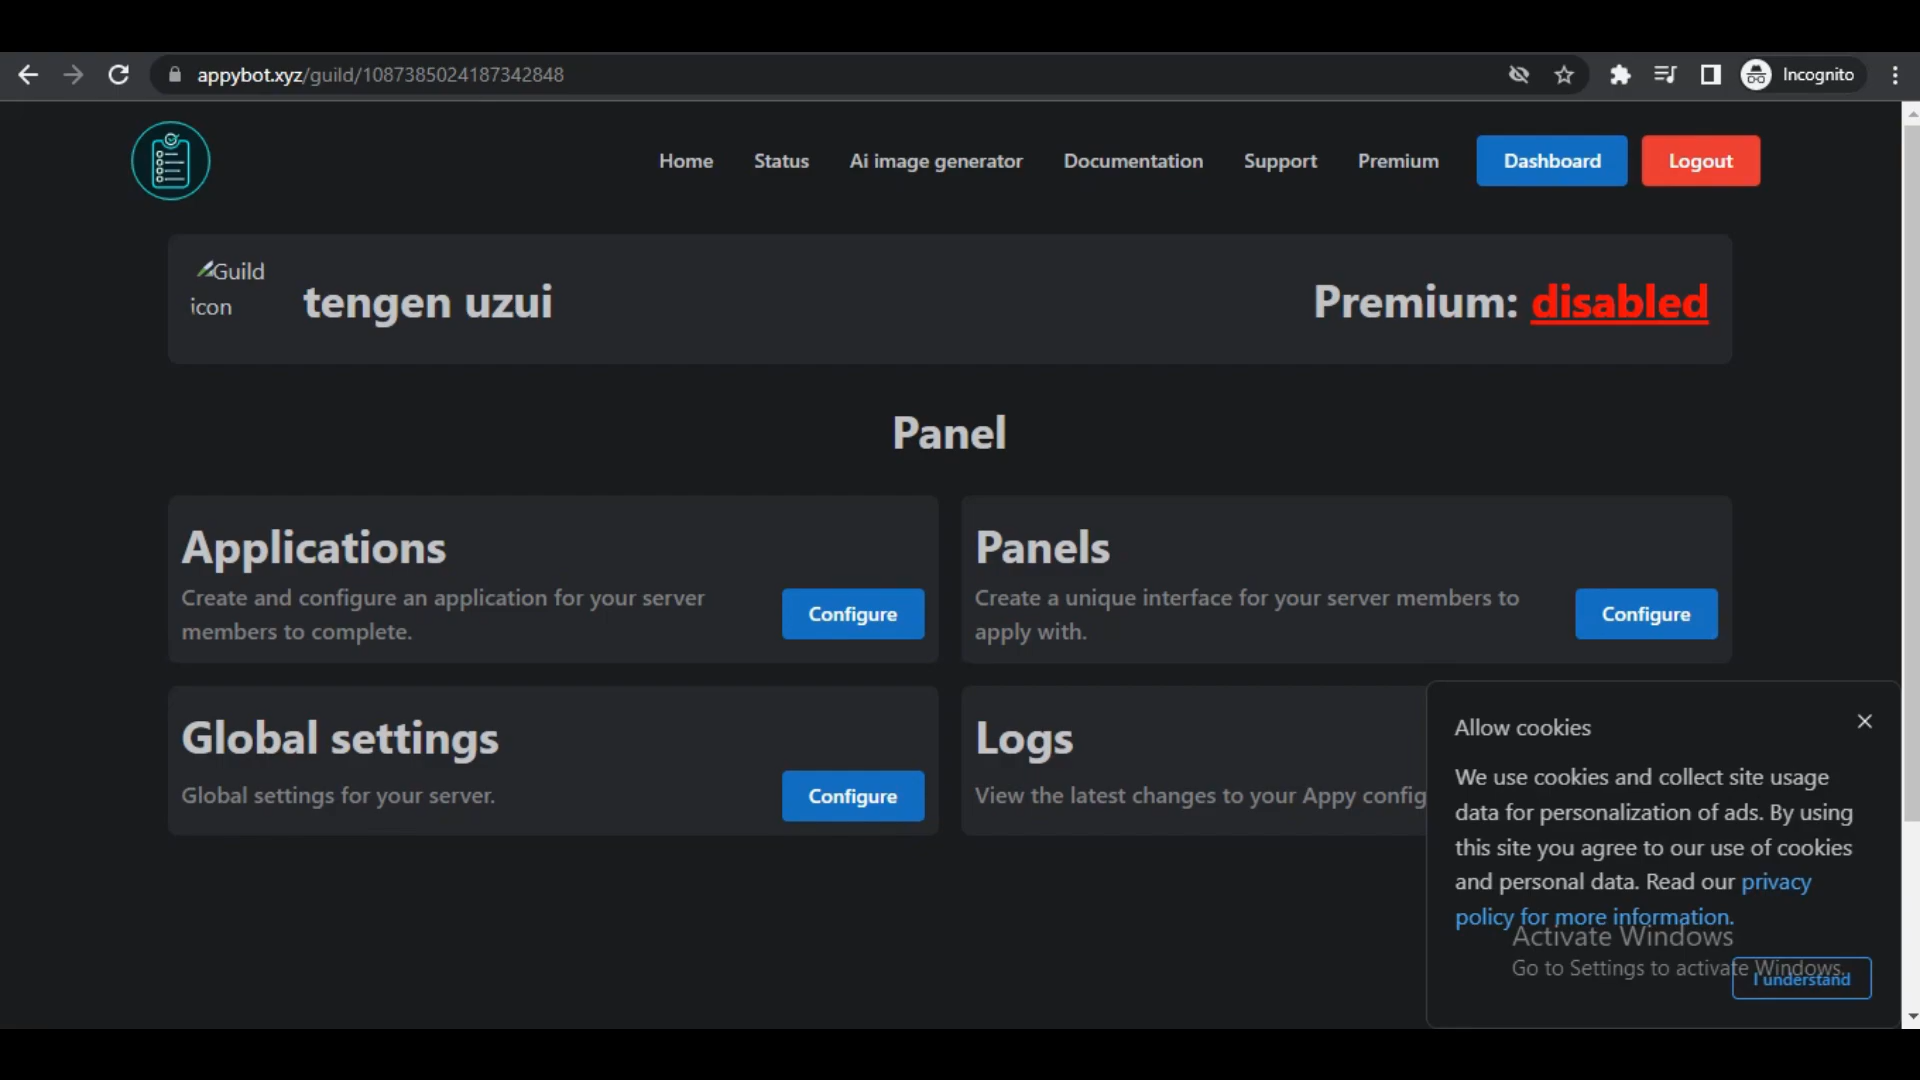 appybot.xyz/guild/1087385024187342848
Incognito
Home Status Ai image generator Documentation Support Premium Dashboard Logout
Guild
icon
tengen uzui
Premium: disabled
Panel
Applications
Create and configure an application for your server
members to complete.
Configure
Panels
Create a unique interface for your server members to
apply with.
Configure
Global settings
Global settings for your server.
Configure
Logs
View the latest changes to your Appy config
Allow cookies
We use cookies and collect site usage
data for personalization of ads. By using
this site you agree to our use of cookies
and personal data. Read our privacy
policy for more information.
Activate Windows
Go to Settings to activate Windows.
I understand